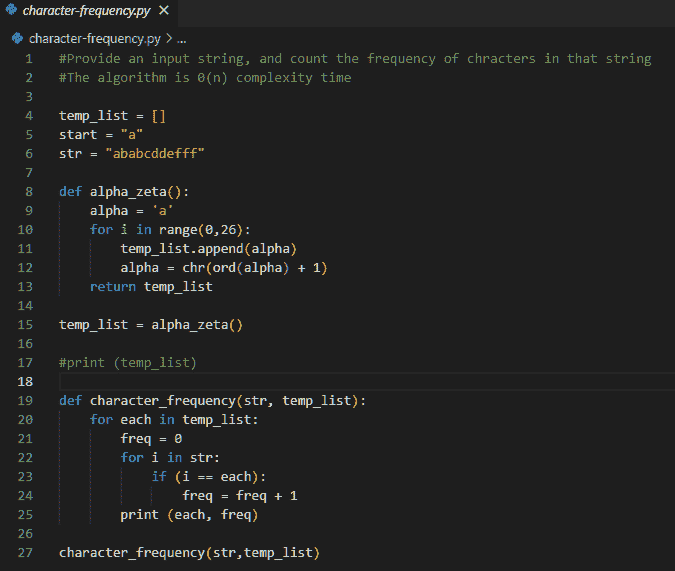 character-frequency.py ×
character-frequency.py > ...
1 #Provide an input string, and count the frequency of chracters in that string
2 #The algorithm is 0(n) complexity time
3
4 temp_list = []
5 start = "a"
6 str = "ababcddefff"
7
8 def alpha_zeta():
9     alpha = 'a'
10     for i in range(0,26):
11         temp_list.append(alpha)
12         alpha = chr(ord(alpha) + 1)
13     return temp_list
14
15 temp_list = alpha_zeta()
16
17 #print (temp_list)
18
19 def character_frequency(str, temp_list):
20     for each in temp_list:
21         freq = 0
22         for i in str:
23             if (i == each):
24                 freq = freq + 1
25         print (each, freq)
26
27 character_frequency(str,temp_list)